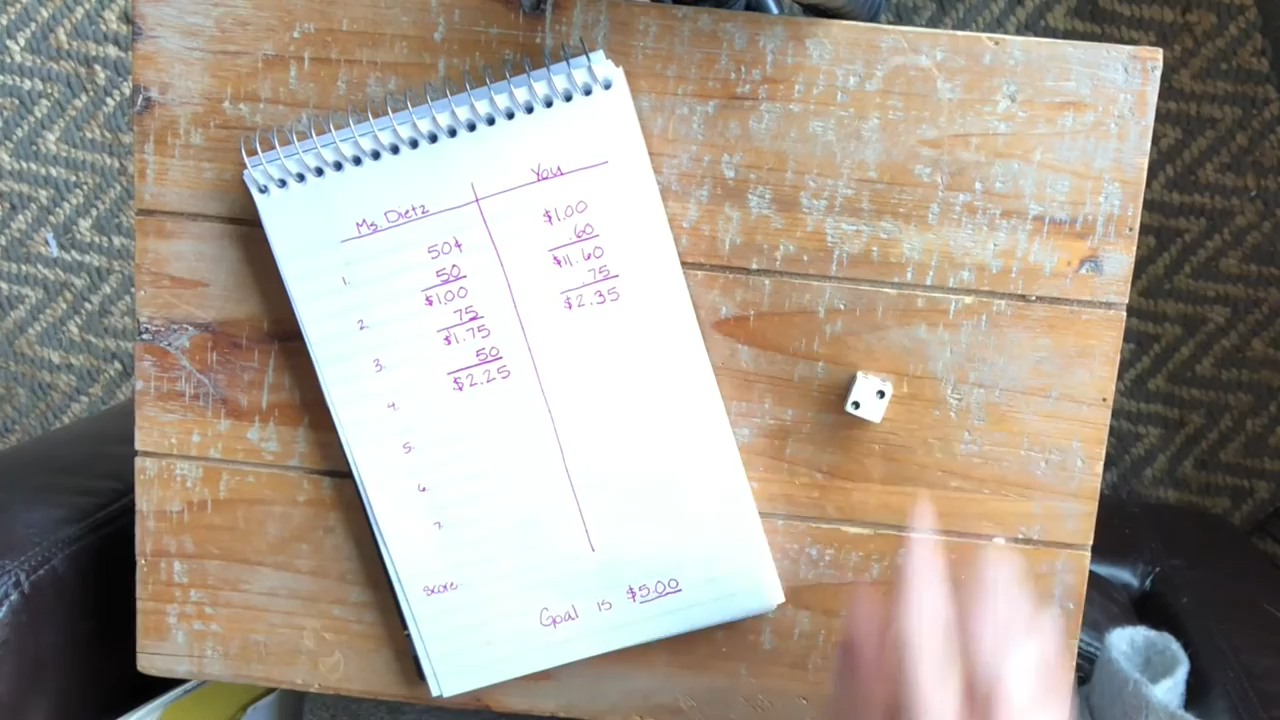 Ms. Dietz You
50¢ $1.00
1. 50 .60
$1.00 $11.60
2. 75 .75
$1.75 $2.35
3. 50
$2.25
4.
5.
6.
7.
score
Goal is $5.00